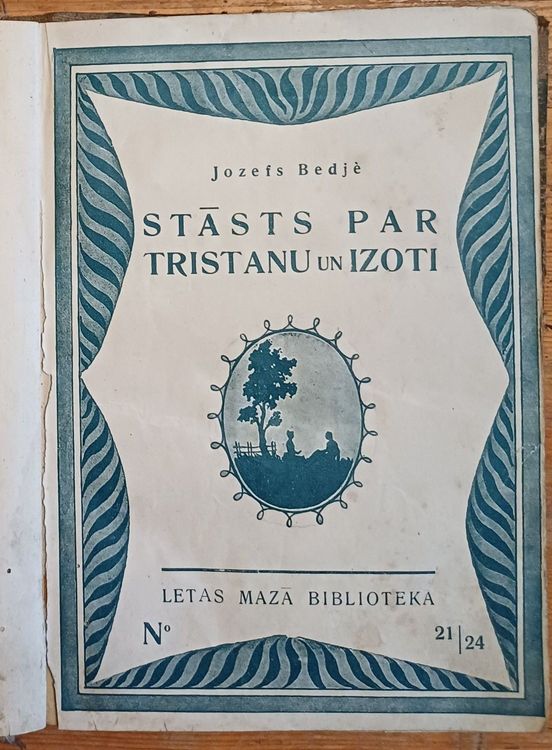 Jozefs Bedjè
STĀSTS PAR
TRISTANU UN IZOTI
LETAS MAZĀ BIBLIOTEKA
Nº 21|24